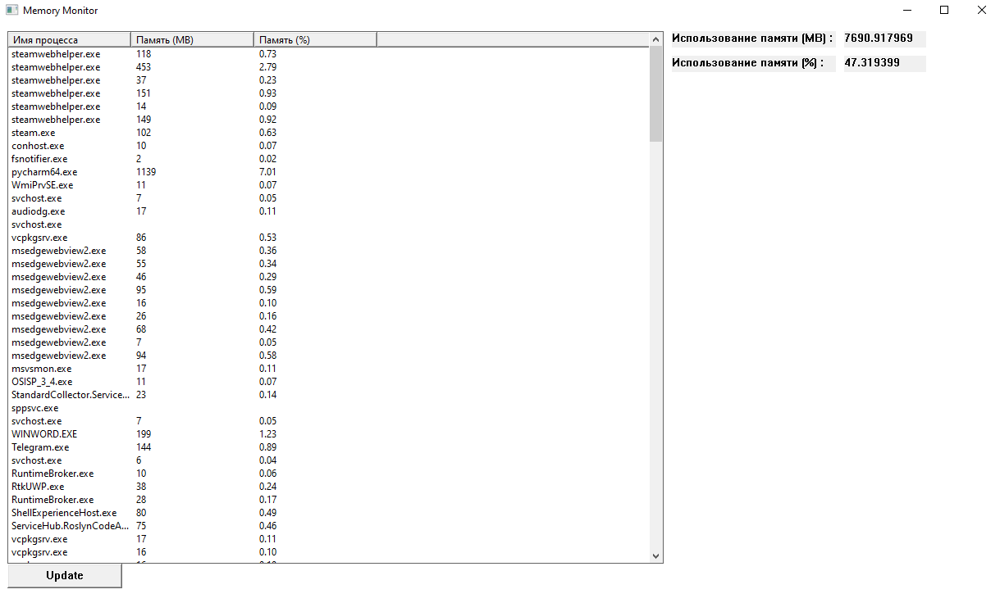 Memory Monitor
Имя процесса Память (MB) Память (%)
steamwebhelper.exe 118 0.73
steamwebhelper.exe 453 2.79
steamwebhelper.exe 37 0.23
steamwebhelper.exe 151 0.93
steamwebhelper.exe 14 0.09
steamwebhelper.exe 149 0.92
steam.exe 102 0.63
conhost.exe 10 0.07
fsnotifier.exe 2 0.02
pycharm64.exe 1139 7.01
WmiPrvSE.exe 11 0.07
svchost.exe 7 0.05
audiodg.exe 17 0.11
svchost.exe
vcpkgsrv.exe 86 0.53
msedgewebview2.exe 58 0.36
msedgewebview2.exe 55 0.34
msedgewebview2.exe 46 0.29
msedgewebview2.exe 95 0.59
msedgewebview2.exe 16 0.10
msedgewebview2.exe 26 0.16
msedgewebview2.exe 68 0.42
msedgewebview2.exe 7 0.05
msedgewebview2.exe 94 0.58
msvsmon.exe 17 0.11
OSISP_3_4.exe 11 0.07
StandardCollector.Service... 23 0.14
sppsvc.exe
svchost.exe 7 0.05
WINWORD.EXE 199 1.23
Telegram.exe 144 0.89
svchost.exe 6 0.04
RuntimeBroker.exe 10 0.06
RtkUWP.exe 38 0.24
RuntimeBroker.exe 28 0.17
ShellExperienceHost.exe 80 0.49
ServiceHub.RoslynCodeA... 75 0.46
vcpkgsrv.exe 17 0.11
vcpkgsrv.exe 16 0.10
Update
Использование памяти (MB) : 7690.917969
Использование памяти (%) : 47.319399